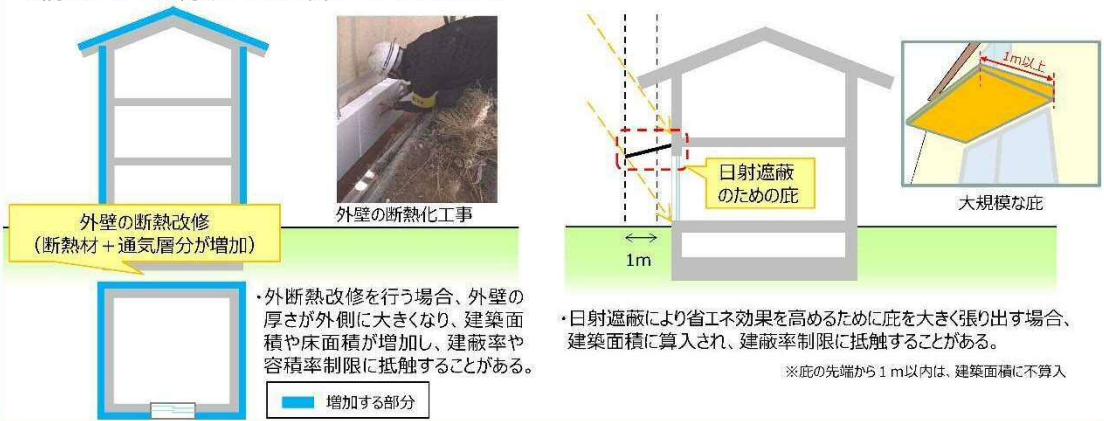 外壁の断熱改修
(断熱材+通気層分が増加)
外壁の断熱化工事
・外断熱改修を行う場合、外壁の
厚さが外側に大きくなり、建築面
積や床面積が増加し、建蔽率や
容積率制限に抵触することがある。
増加する部分
日射遮蔽
のための庇
1m
1m以上
大規模な庇
・日射遮蔽により省エネ効果を高めるために庇を大きく張り出す場合、
建築面積に算入され、建蔽率制限に抵触することがある。
※庇の先端から1m以内は、建築面積に不算入